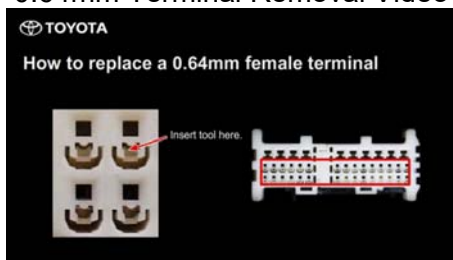 TOYOTA
How to replace a 0.64mm female terminal
Insert tool here.